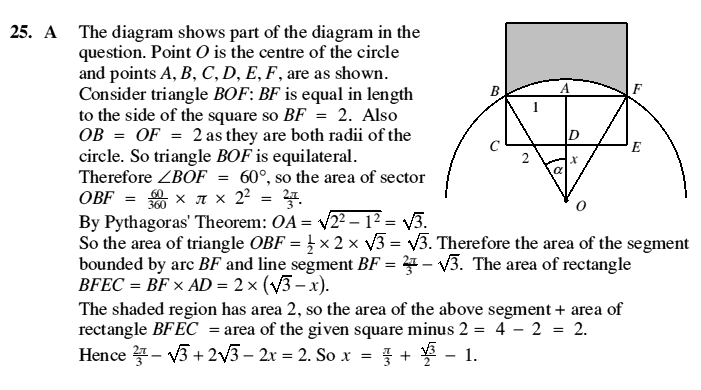 25. A The diagram shows part of the diagram in the
question. Point O is the centre of the circle
and points A, B, C, D, E, F, are as shown.
Consider triangle BOF: BF is equal in length
to the side of the square so BF = 2. Also
OB = OF = 2 as they are both radii of the
circle. So triangle BOF is equilateral.
Therefore ∠BOF = 60°, so the area of sector
OBF = 60/360 × π × 2² = 2π/3.
By Pythagoras' Theorem: OA = √(2² – 1²) = √3.
So the area of triangle OBF = ½ × 2 × √3 = √3. Therefore the area of the segment
bounded by arc BF and line segment BF = 2π/3 – √3. The area of rectangle
BFEC = BF × AD = 2 × (√3 – x).
The shaded region has area 2, so the area of the above segment + area of
rectangle BFEC = area of the given square minus 2 = 4 – 2 = 2.
Hence 2π/3 – √3 + 2√3 – 2x = 2. So x = π/3 + √3/2 – 1.
B A F
1
C D E
2 α x
O